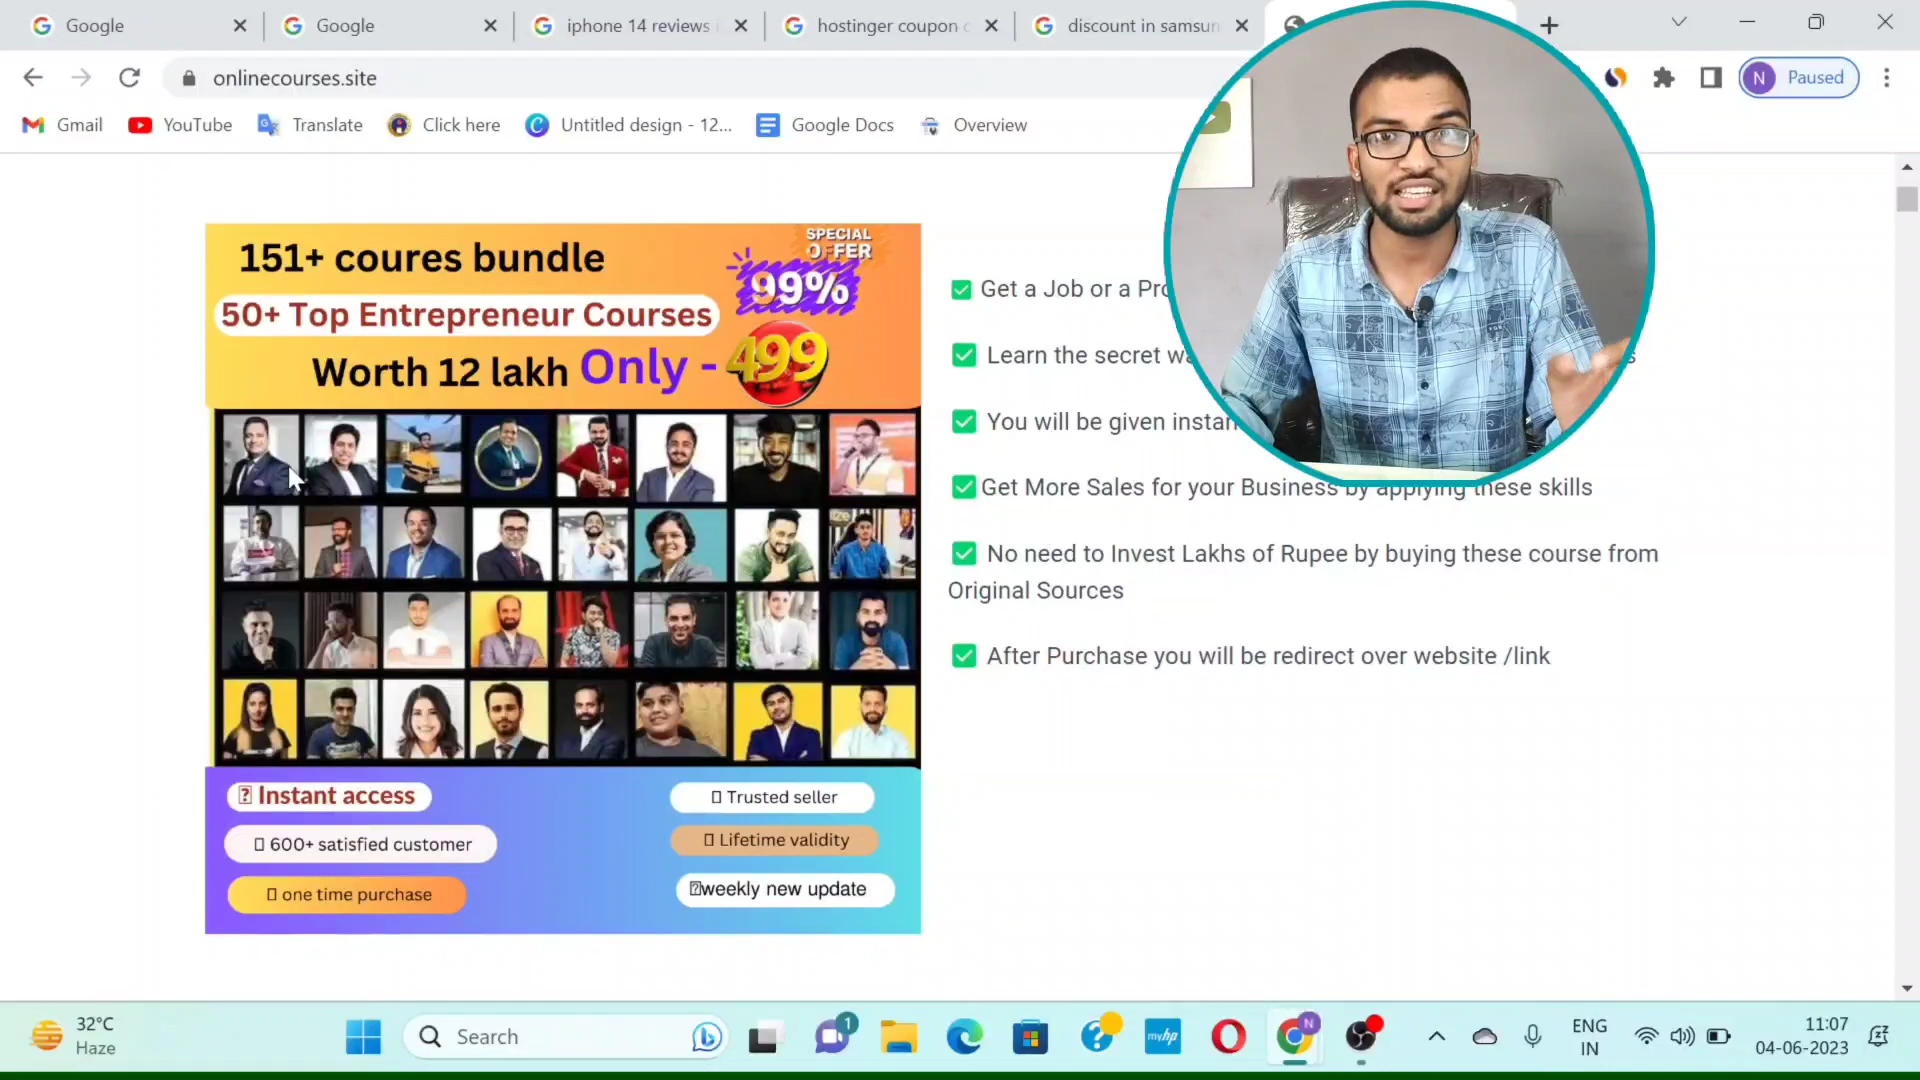 Google
Google
iphone 14 reviews i
hostinger coupon c
discount in samsun
onlinecourses.site
N Paused
Gmail
YouTube
Translate
Click here
Untitled design - 12...
Google Docs
Overview
151+ coures bundle
SPECIAL
OFFER
99%
50+ Top Entrepreneur Courses
Worth 12 lakh Only - 499
Instant access
Trusted seller
600+ satisfied customer
Lifetime validity
one time purchase
weekly new update
✅ Get a Job or a Pro
✅ Learn the secret wa
✅ You will be given instan
✅ Get More Sales for your Business by applying these skills
✅ No need to Invest Lakhs of Rupee by buying these course from
Original Sources
✅ After Purchase you will be redirect over website /link
32°C
Haze
Search
1
myhp
N
ENG
IN
11:07
04-06-2023